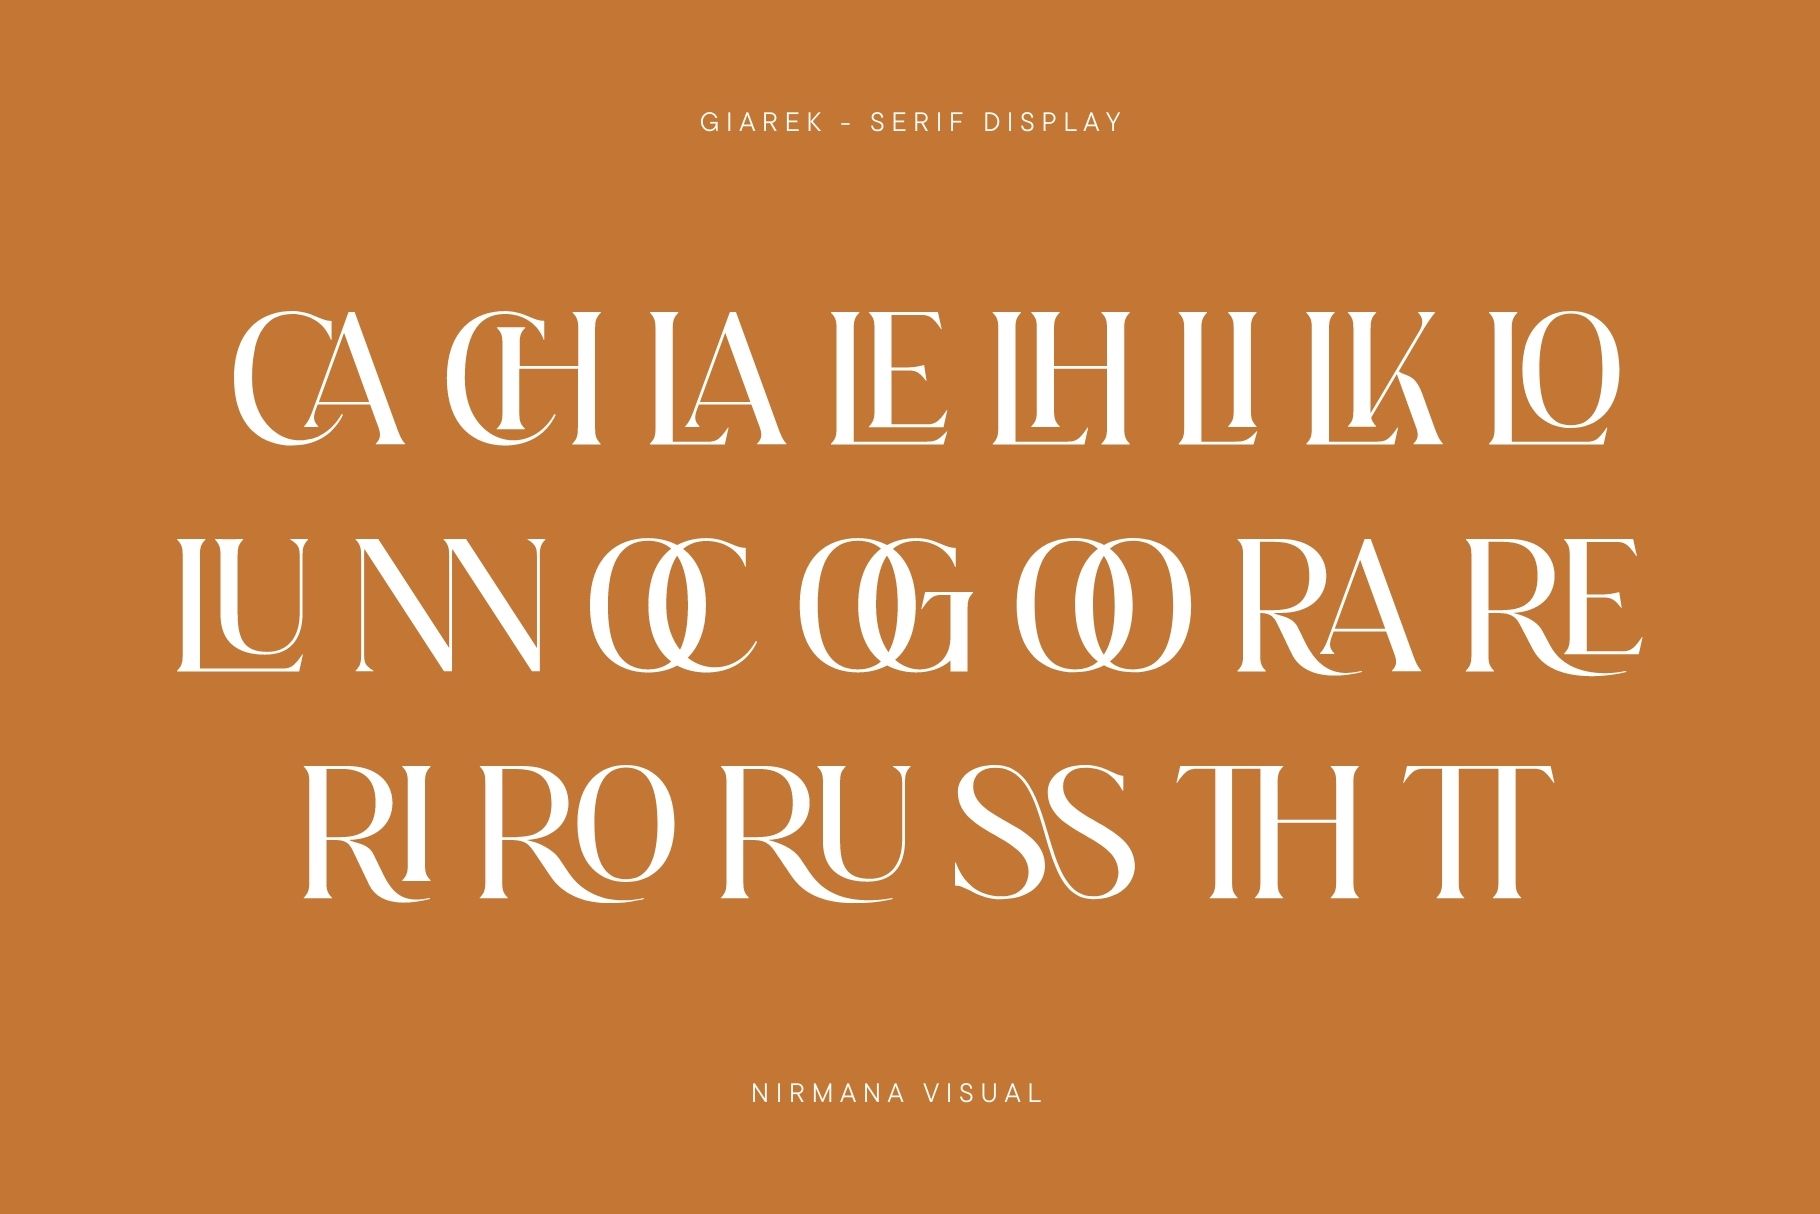 GIAREK - SERIF DISPLAY
CA CH LA LE LH LI LK LO
LU NN OC OG OO RA RE
RI RO RU SS TH TT
NIRMANA VISUAL